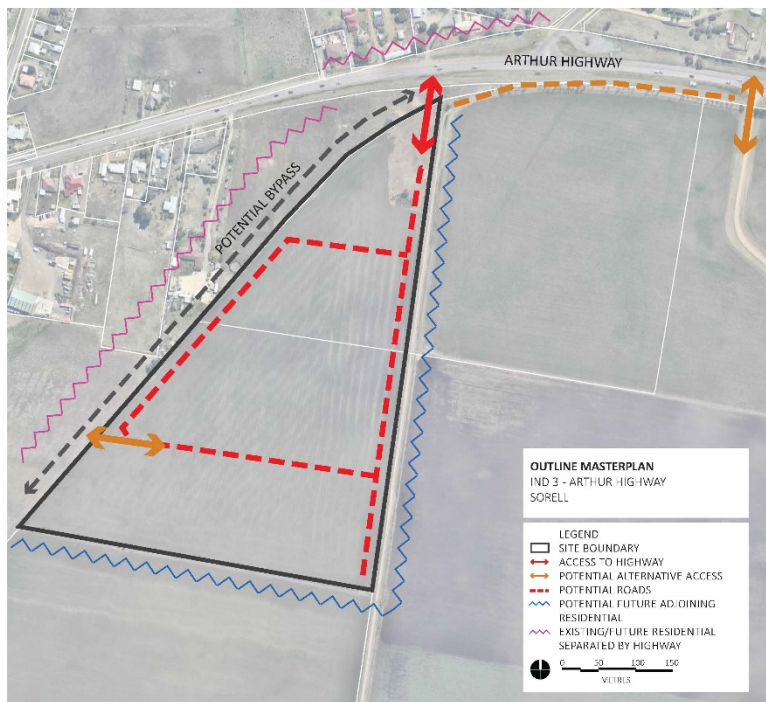 ARTHUR HIGHWAY
POTENTIAL BYPASS
OUTLINE MASTERPLAN
IND 3 - ARTHUR HIGHWAY
SORELL
LEGEND
SITE BOUNDARY
ACCESS TO HIGHWAY
POTENTIAL ALTERNATIVE ACCESS
POTENTIAL ROADS
POTENTIAL FUTURE ADJOINING
RESIDENTIAL
EXISTING/FUTURE RESIDENTIAL
SEPARATED BY HIGHWAY
0 50 100 150
METRES